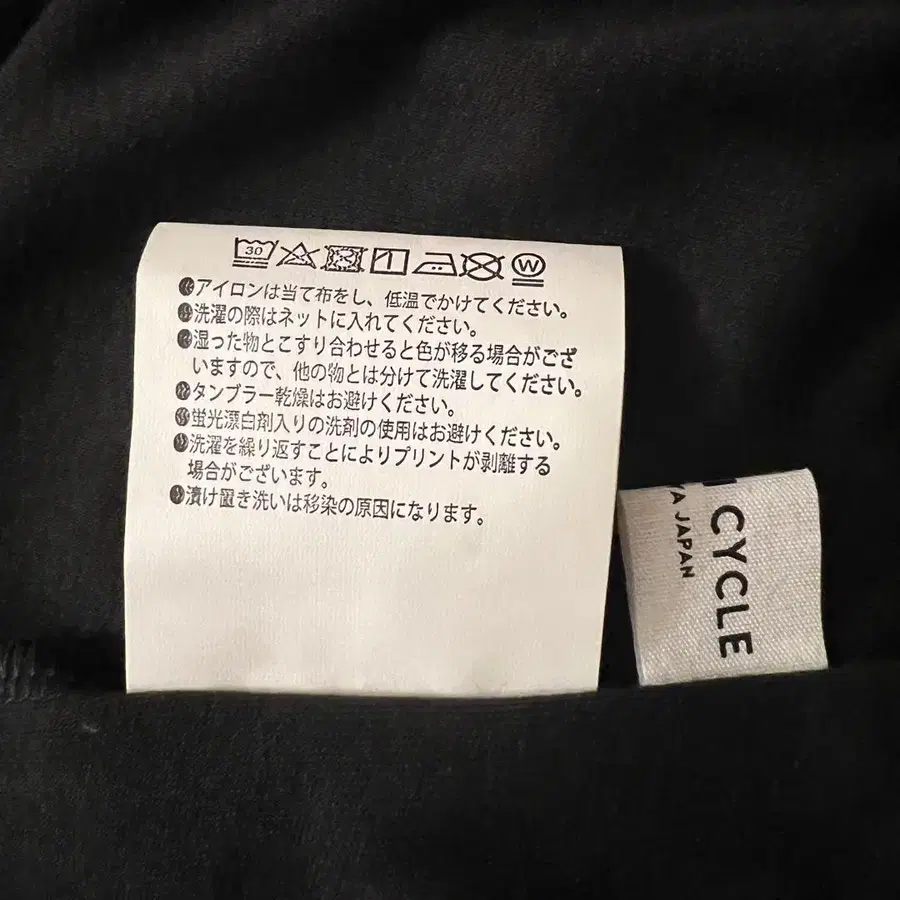 30 W
●アイロンは当て布をし、低温でかけてください。
●洗濯の際はネットに入れてください。
●湿った物とこすり合わせると色が移る場合がござ
いますので、他の物とは分けて洗濯してください。
●タンブラー乾燥はお避けください。
●蛍光漂白剤入りの洗剤の使用はお避けください。
●洗濯を繰り返すことによりプリントが剥離する
場合がございます。
●漬け置き洗いは移染の原因になります。
CYCLE
JAPAN